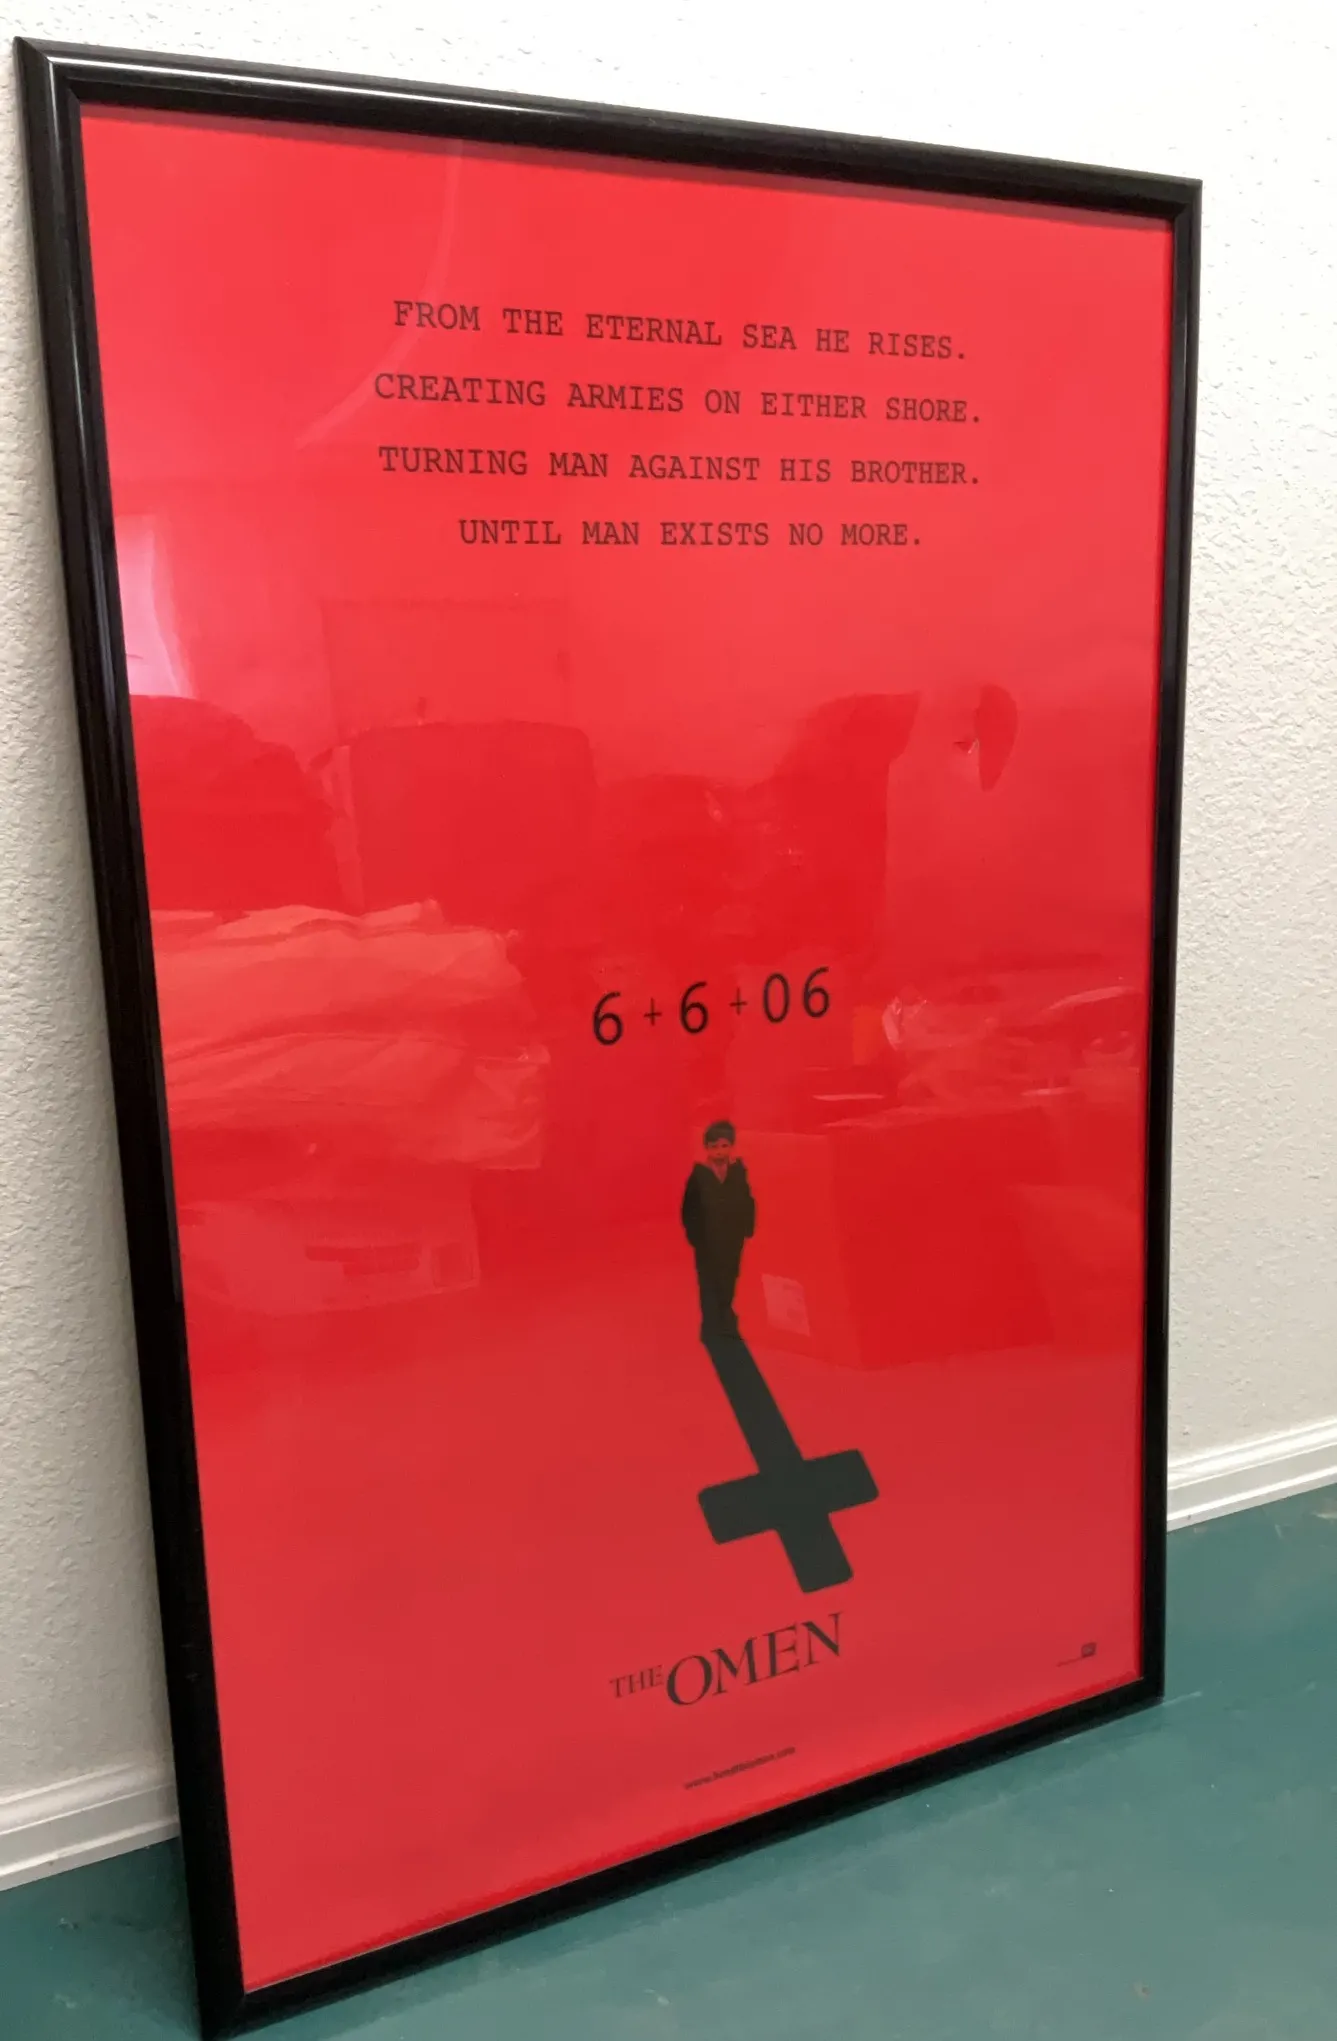 FROM THE ETERNAL SEA HE RISES.
CREATING ARMIES ON EITHER SHORE.
TURNING MAN AGAINST HIS BROTHER.
UNTIL MAN EXISTS NO MORE.
6+6+06
THE OMEN